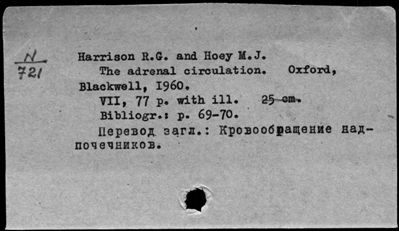 N
721
Harrison R.G. and Hoey M.J.
The adrenal circulation. Oxford,
Blackwell, 1960.
VII, 77 p. with ill. 25 cm.
Bibliogr.: p. 69-70.
Перевод загл.: Кровообращение над-
почечников.